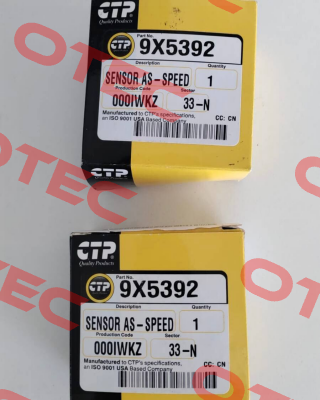 CTP
Quality Products
CTP
Part No.
9X5392
Description
Quantity
SENSOR AS-SPEED
1
Production Code
Sector
000IWKZ
33-N
Manufactured to CTP's specifications,
an ISO 9001 USA Based Company
CC: CN
CTP
Quality Products
CTP
Part No.
9X5392
Description
Quantity
SENSOR AS-SPEED
1
Production Code
Sector
000IWKZ
33-N
Manufactured to CTP's specifications,
an ISO 9001 USA Based Company
CC: CN
OTEC
OTEC